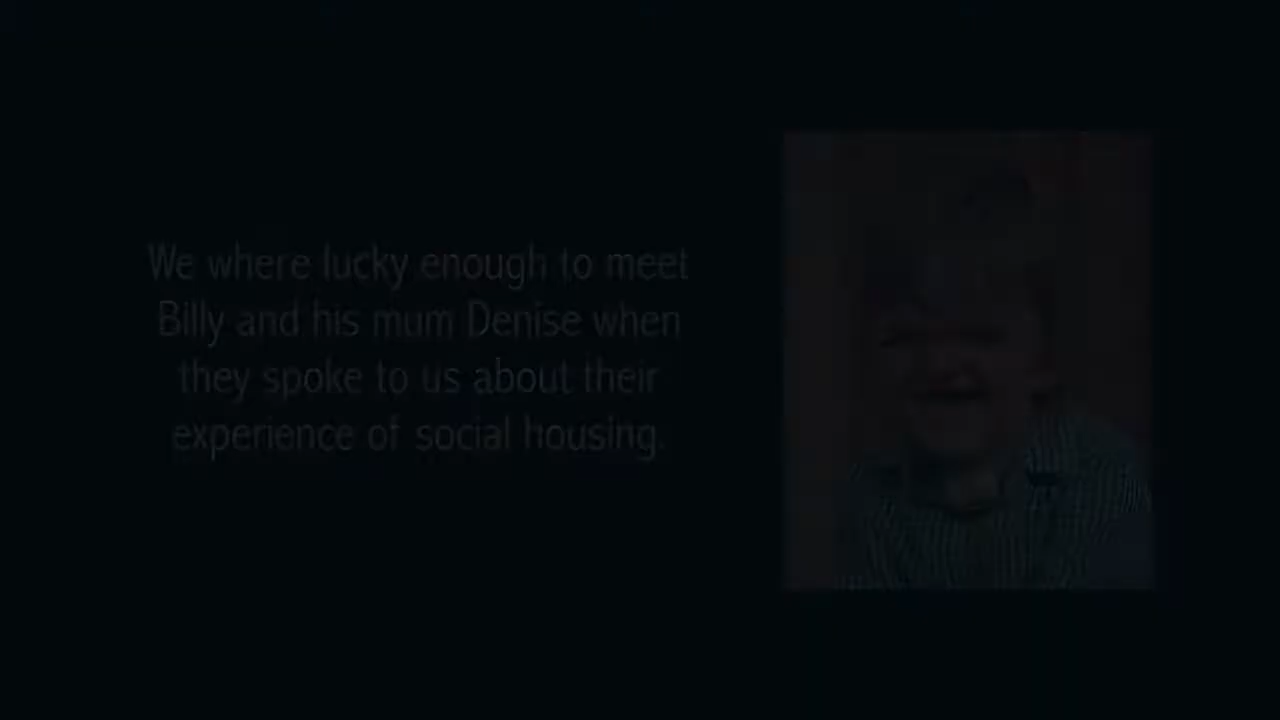 We where lucky enough to meet
Billy and his mum Denise when
they spoke to us about their
experience of social housing.